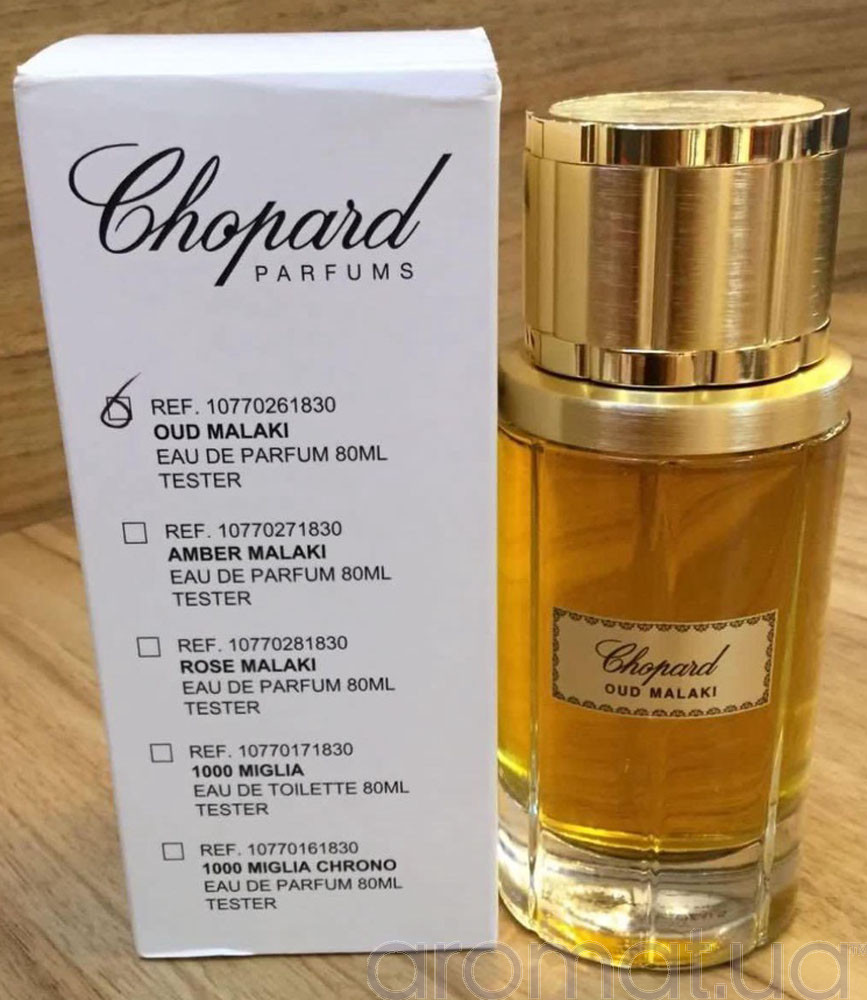 Chopard
PARFUMS
REF. 10770261830
OUD MALAKI
EAU DE PARFUM 80ML
TESTER
REF. 10770271830
AMBER MALAKI
EAU DE PARFUM 80ML
TESTER
REF. 10770281830
ROSE MALAKI
EAU DE PARFUM 80ML
TESTER
REF. 10770171830
1000 MIGLIA
EAU DE TOILETTE 80ML
TESTER
REF. 10770161830
1000 MIGLIA CHRONO
EAU DE PARFUM 80ML
TESTER
Chopard
OUD MALAKI
aromat.ua